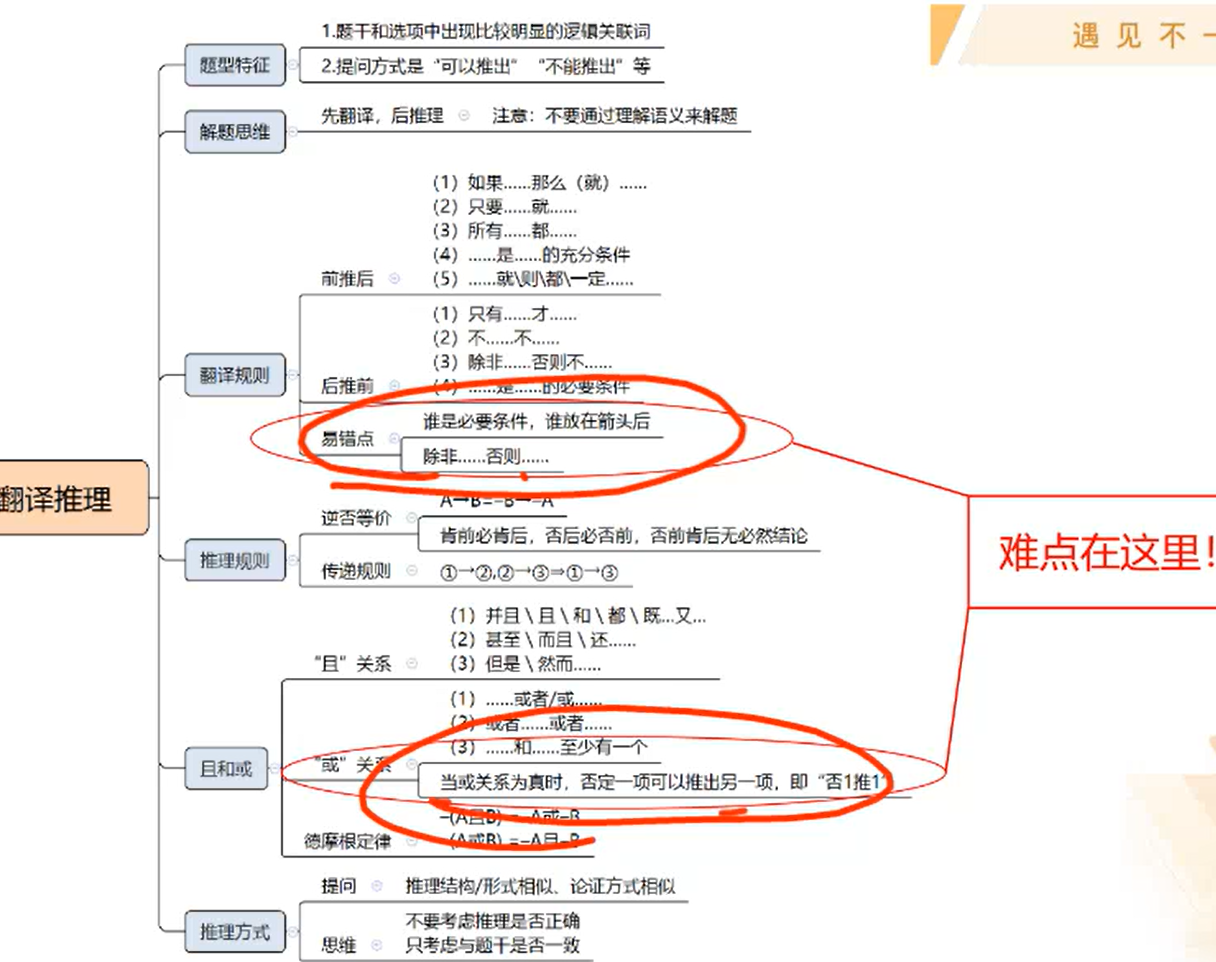 遇见不一
题型特征
1.题干和选项中出现比较明显的逻辑关联词
2.提问方式是“可以推出”“不能推出”等
解题思维
先翻译，后推理
注意：不要通过理解语义来解题
翻译推理
翻译规则
前推后
（1）如果……那么（就）……
（2）只要……就……
（3）所有……都……
（4）……是……的充分条件
（5）……就\则\都\一定……
后推前
（1）只有……才……
（2）不……不……
（3）除非……否则不……
（4）……是……的必要条件
易错点
谁是必要条件，谁放在箭头后
除非……否则……
推理规则
逆否等价
A→B=–B→–A
肯前必肯后，否后必否前，否前肯后无必然结论
传递规则
①→②,②→③⇒①→③
且和或
“且”关系
（1）并且\且\和\都\既…又…
（2）甚至\而且\还……
（3）但是\然而……
“或”关系
（1）……或者/或……
（2）或者……或者……
（3）……和……至少有一个
当或关系为真时，否定一项可以推出另一项，即“否1推1”
德摩根定律
–(A且B) =–A或–B
–(A或B) =–A且–B
推理方式
提问
推理结构/形式相似、论证方式相似
思维
不要考虑推理是否正确
只考虑与题干是否一致
难点在这里！